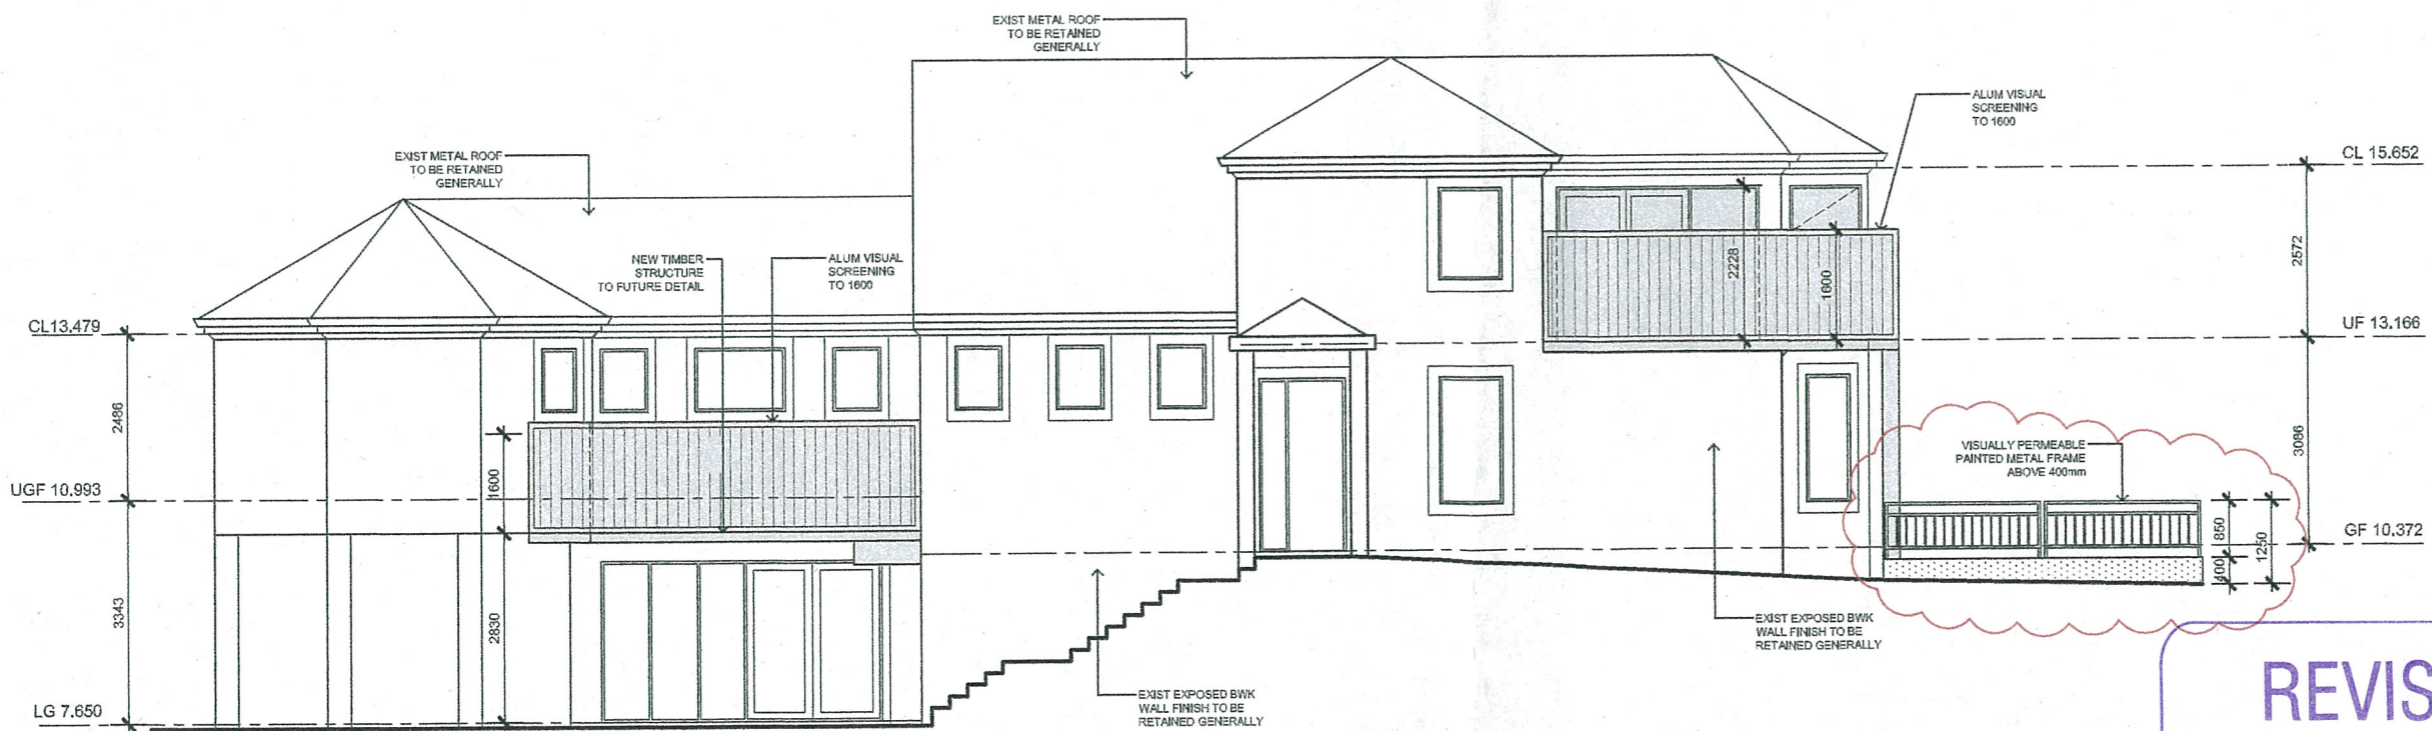 EXIST METAL ROOF
TO BE RETAINED
GENERALLY
ALUM VISUAL
SCREENING
TO 1600
EXIST METAL ROOF
TO BE RETAINED
GENERALLY
CL 15.652
NEW TIMBER
STRUCTURE
TO FUTURE DETAIL
ALUM VISUAL
SCREENING
TO 1600
2228
1600
2572
CL13.479
UF 13.166
2486
1600
3086
VISUALLY PERMEABLE
PAINTED METAL FRAME
ABOVE 400mm
UGF 10.993
850
1250
400
GF 10.372
3343
2830
EXIST EXPOSED BWK
WALL FINISH TO BE
RETAINED GENERALLY
EXIST EXPOSED BWK
WALL FINISH TO BE
RETAINED GENERALLY
LG 7.650
REVIS